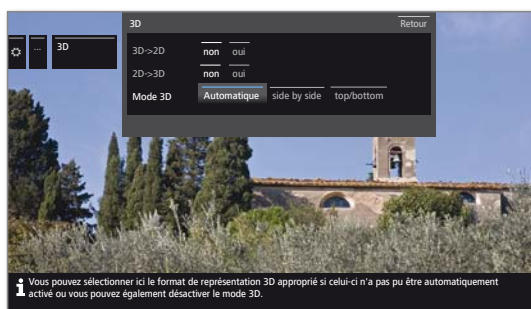 3D
Retour
... 3D
3D->2D non oui
2D->3D non oui
Mode 3D Automatique side by side top/bottom
Vous pouvez sélectionner ici le format de représentation 3D approprié si celui-ci n'a pas pu être automatiquement
activé ou vous pouvez également désactiver le mode 3D.